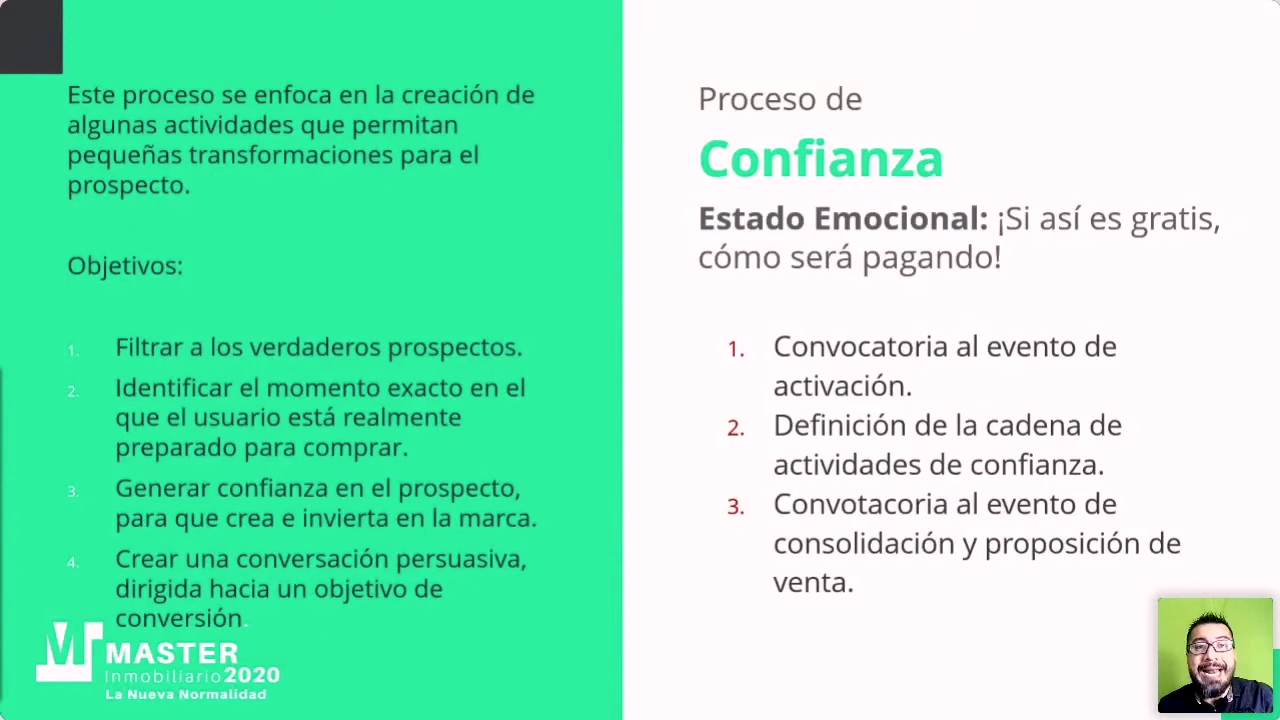 Este proceso se enfoca en la creación de
algunas actividades que permitan
pequeñas transformaciones para el
prospecto.
Objetivos:
1. Filtrar a los verdaderos prospectos.
2. Identificar el momento exacto en el
que el usuario está realmente
preparado para comprar.
3. Generar confianza en el prospecto,
para que crea e invierta en la marca.
4. Crear una conversación persuasiva,
dirigida hacia un objetivo de
conversión.
MASTER
Inmobiliario 2020
La Nueva Normalidad
Proceso de
Confianza
Estado Emocional: ¡Si así es gratis,
cómo será pagando!
1. Convocatoria al evento de
activación.
2. Definición de la cadena de
actividades de confianza.
3. Convotacoria al evento de
consolidación y proposición de
venta.